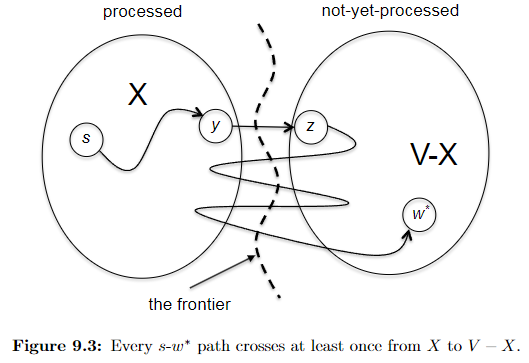 processed not-yet-processed
X
s y z
V-X
w*
the frontier
Figure 9.3: Every s-w* path crosses at least once from X to V − X.